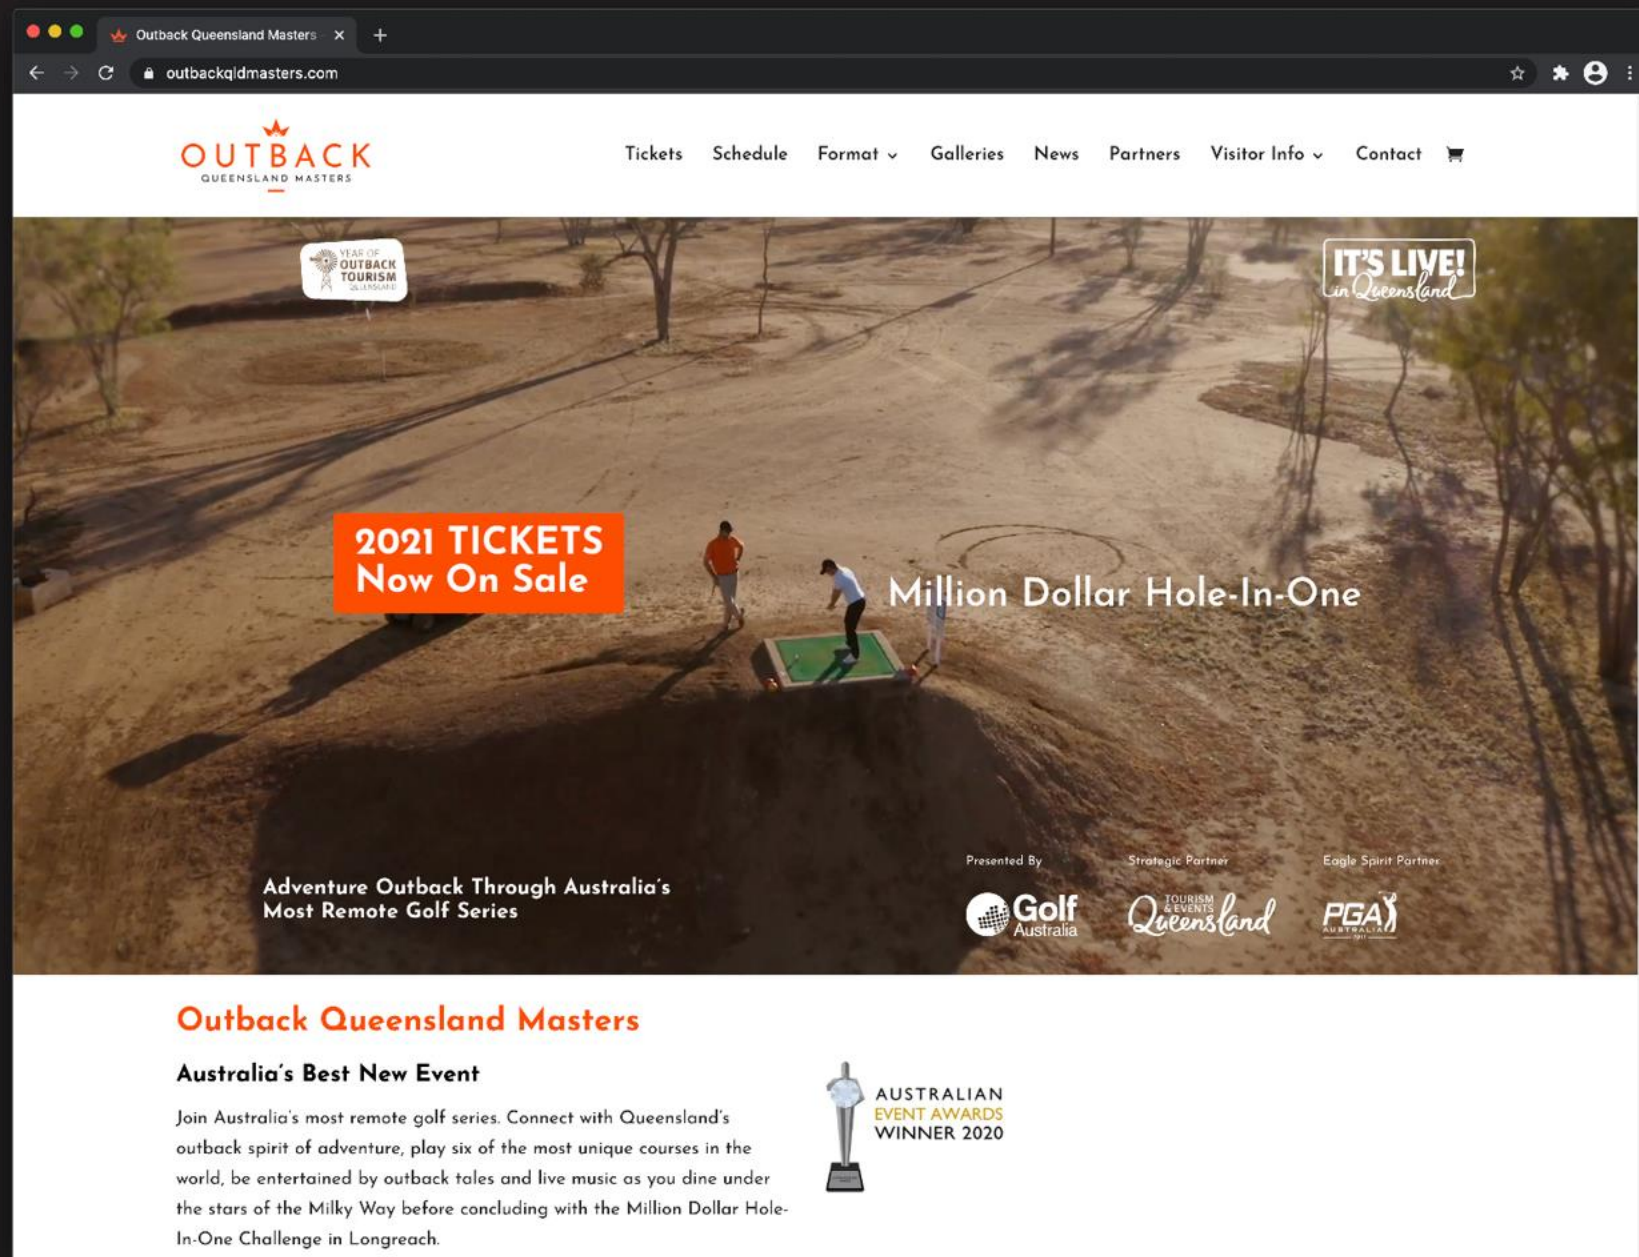 Outback Queensland Masters
outbackqldmasters.com
OUTBACK
QUEENSLAND MASTERS
Tickets Schedule Format Galleries News Partners Visitor Info Contact
YEAR OF
OUTBACK
TOURISM
QUEENSLAND
IT'S LIVE!
in Queensland
2021 TICKETS
Now On Sale
Million Dollar Hole-In-One
Adventure Outback Through Australia's
Most Remote Golf Series
Presented By
Golf
Australia
Strategic Partner
TOURISM
& EVENTS
Queensland
Eagle Spirit Partner
PGA
AUSTRALIA
1911
Outback Queensland Masters
Australia's Best New Event
Join Australia's most remote golf series. Connect with Queensland's
outback spirit of adventure, play six of the most unique courses in the
world, be entertained by outback tales and live music as you dine under
the stars of the Milky Way before concluding with the Million Dollar Hole-
In-One Challenge in Longreach.
AUSTRALIAN
EVENT AWARDS
WINNER 2020